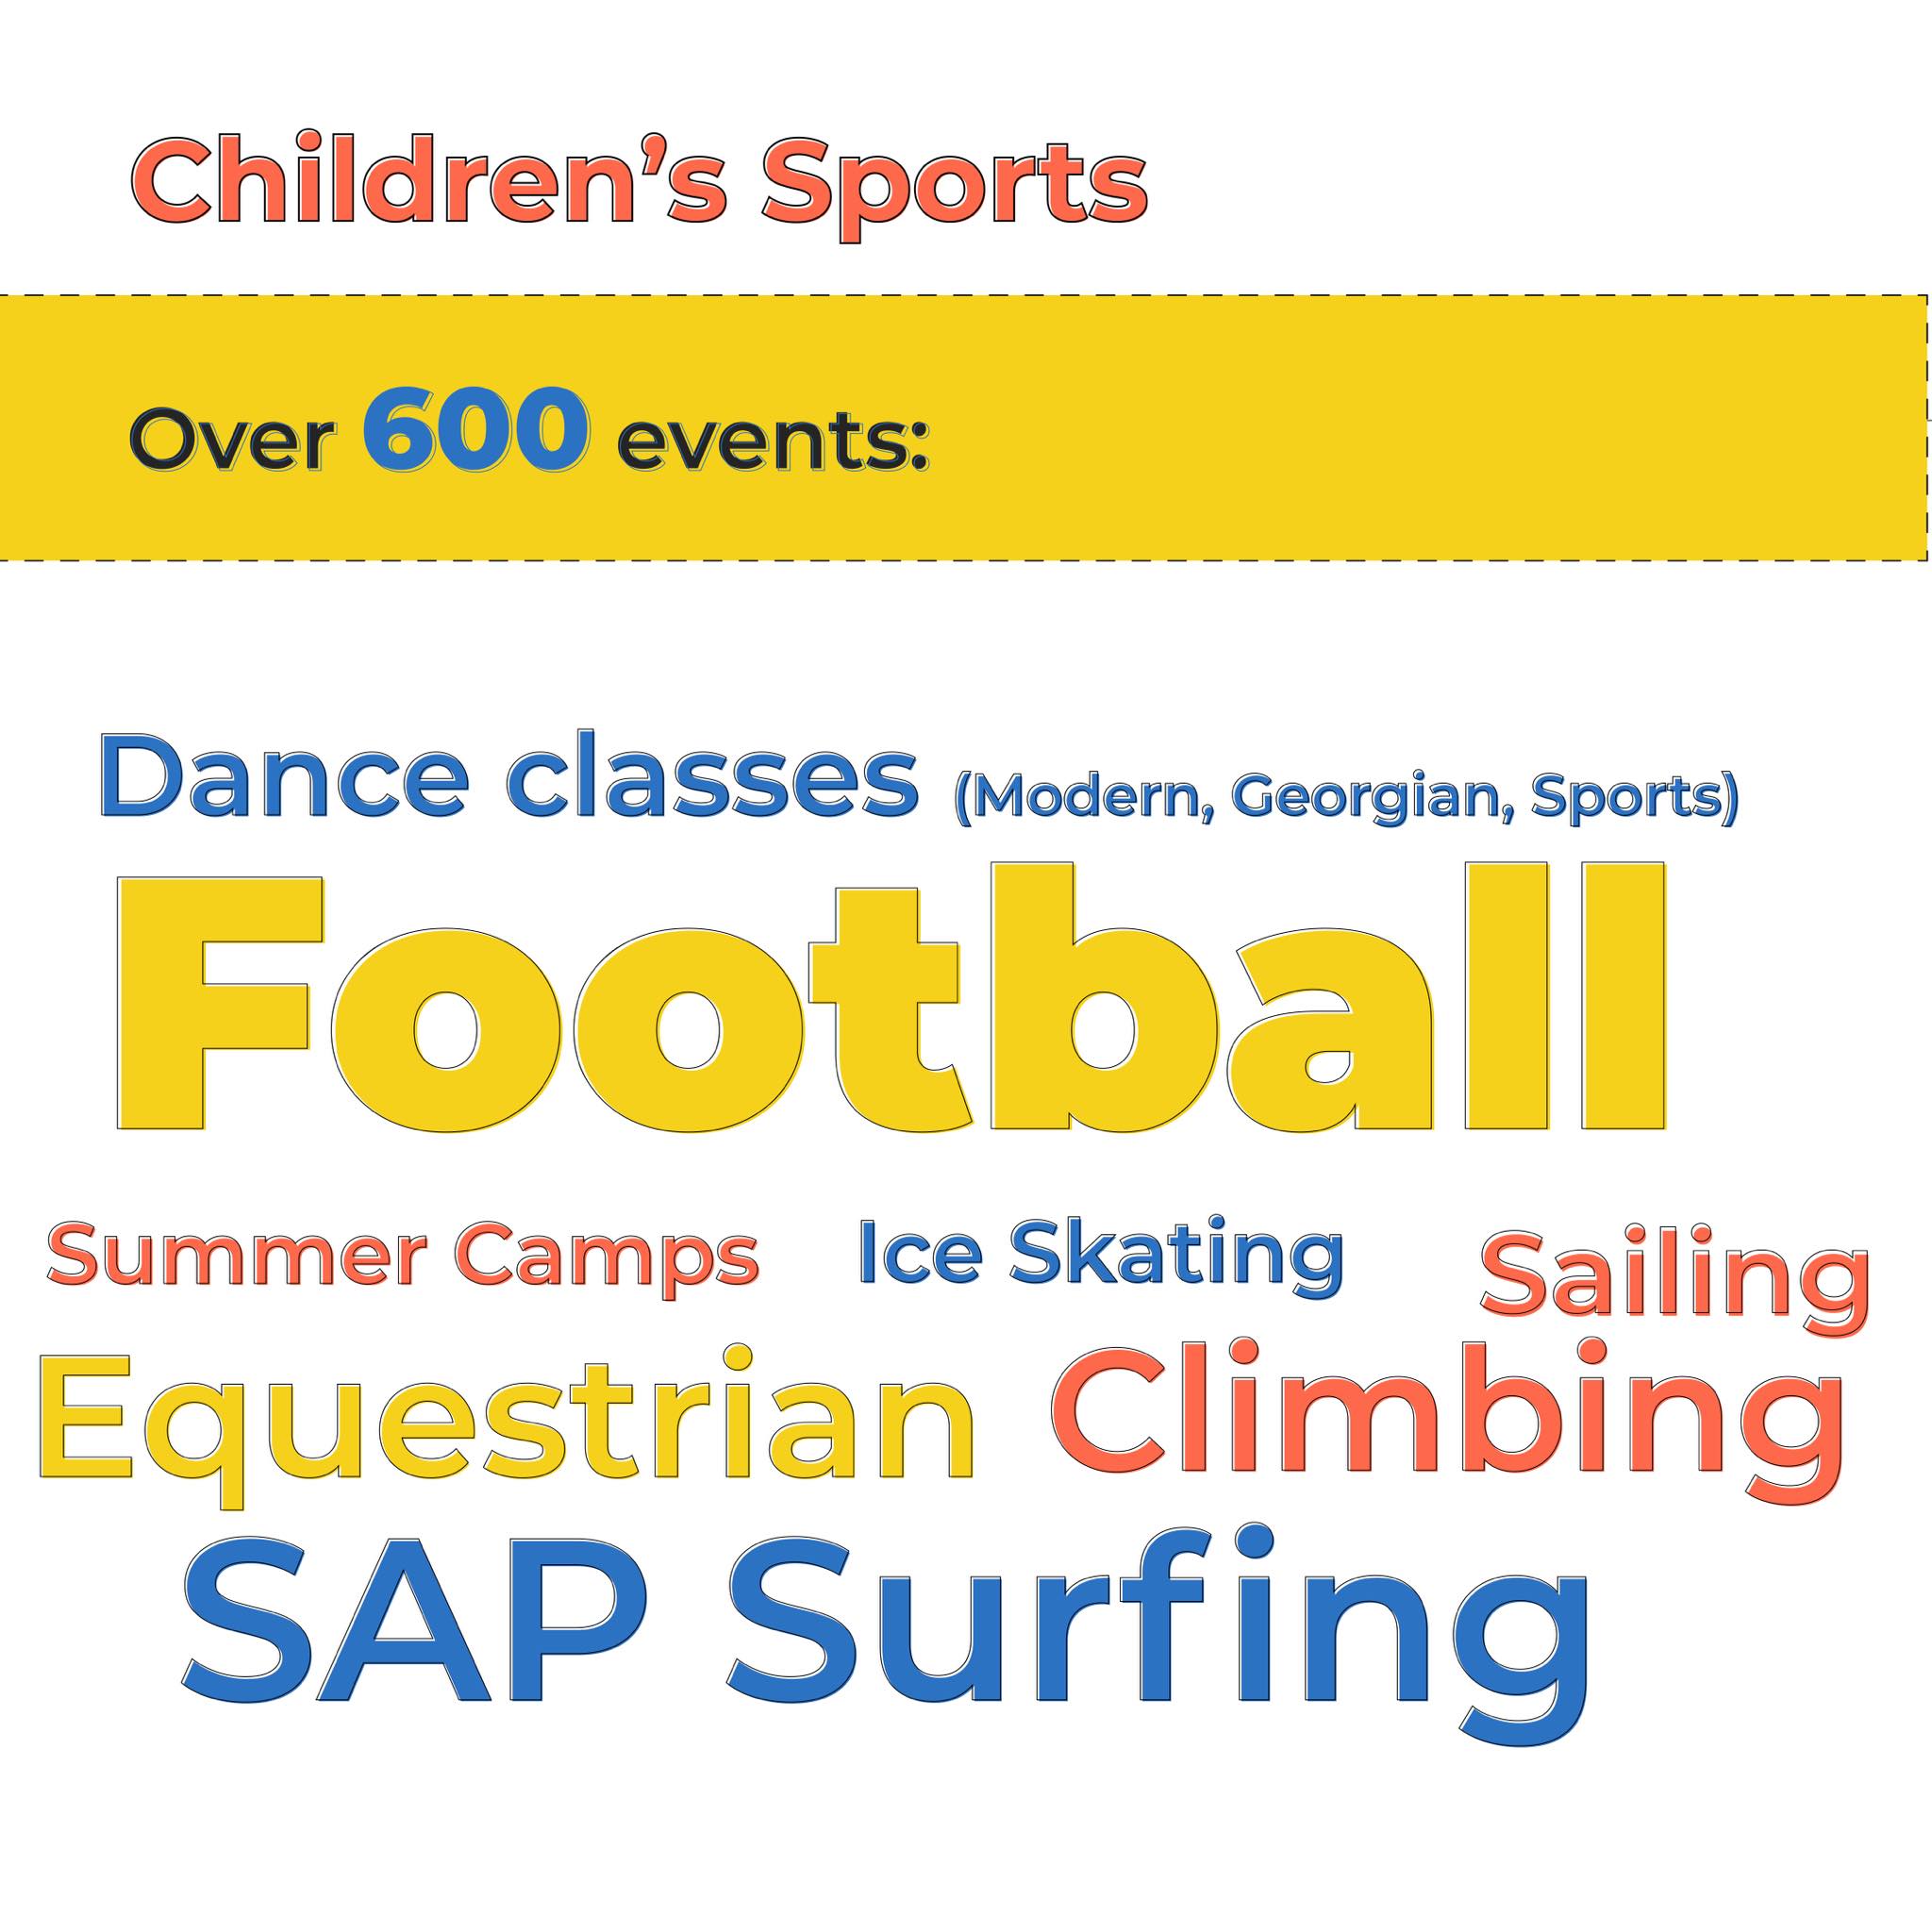 Children’s Sports
Over 600 events:
Dance classes (Modern, Georgian, Sports)
Football
Summer Camps Ice Skating Sailing
Equestrian Climbing
SAP Surfing